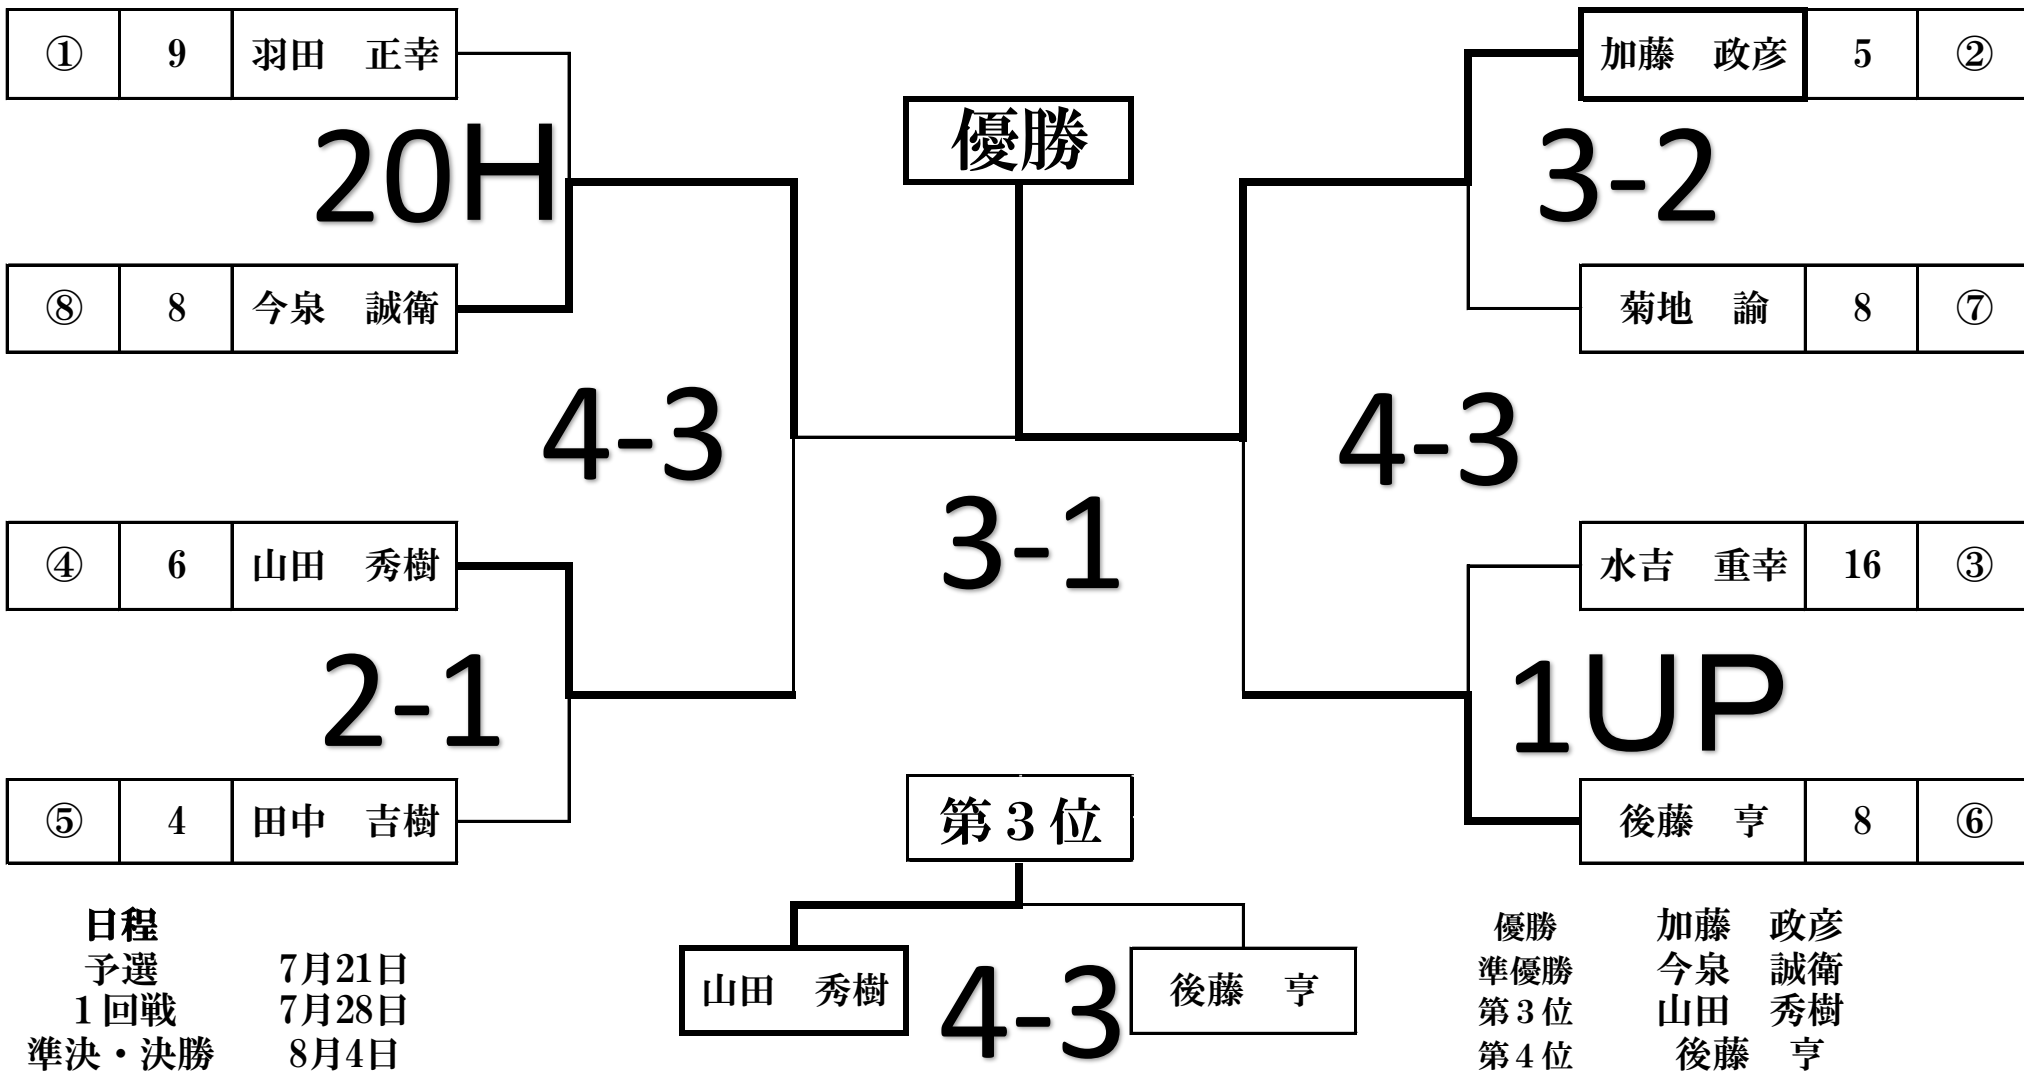 ① 9 羽田　正幸
加藤　政彦 5 ②
優勝
20H
3-2
⑧ 8 今泉　誠衛
菊地　諭 8 ⑦
4-3
4-3
3-1
④ 6 山田　秀樹
水吉　重幸 16 ③
2-1
1UP
⑤ 4 田中　吉樹
第３位
後藤　亨 8 ⑥
山田　秀樹
4-3
後藤　亨
日程
予選 7月21日
１回戦 7月28日
準決・決勝 8月4日
優勝 加藤　政彦
準優勝 今泉　誠衛
第３位 山田　秀樹
第４位 後藤　亨